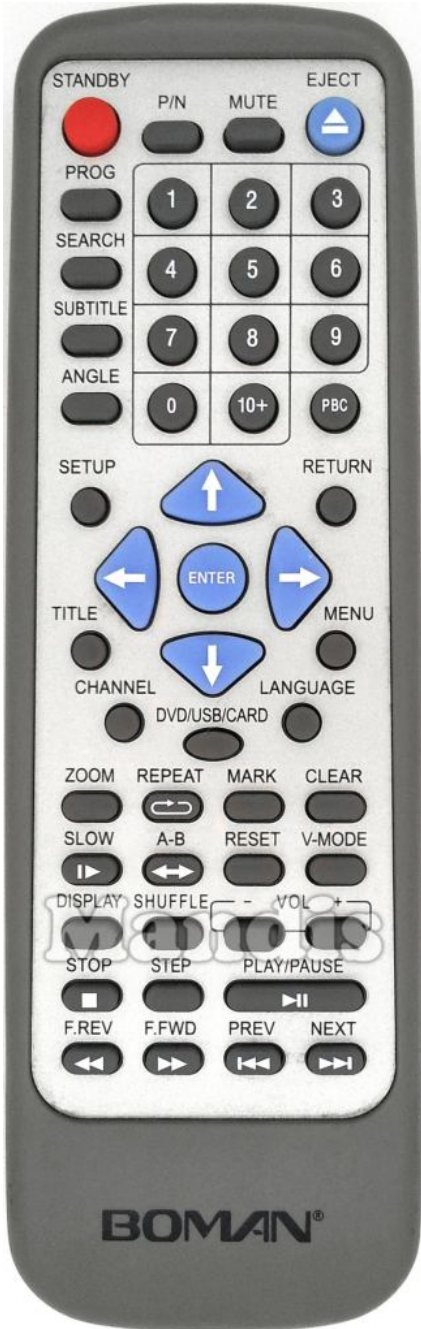 STANDBY P/N MUTE EJECT
PROG 1 2 3
SEARCH 4 5 6
SUBTITLE 7 8 9
ANGLE 0 10+ PBC
SETUP RETURN
ENTER
TITLE MENU
CHANNEL LANGUAGE
DVD/USB/CARD
ZOOM REPEAT MARK CLEAR
SLOW A-B RESET V-MODE
DISPLAY SHUFFLE - VOL +
Mandis
STOP STEP PLAY/PAUSE
F.REV F.FWD PREV NEXT
BOMAN®